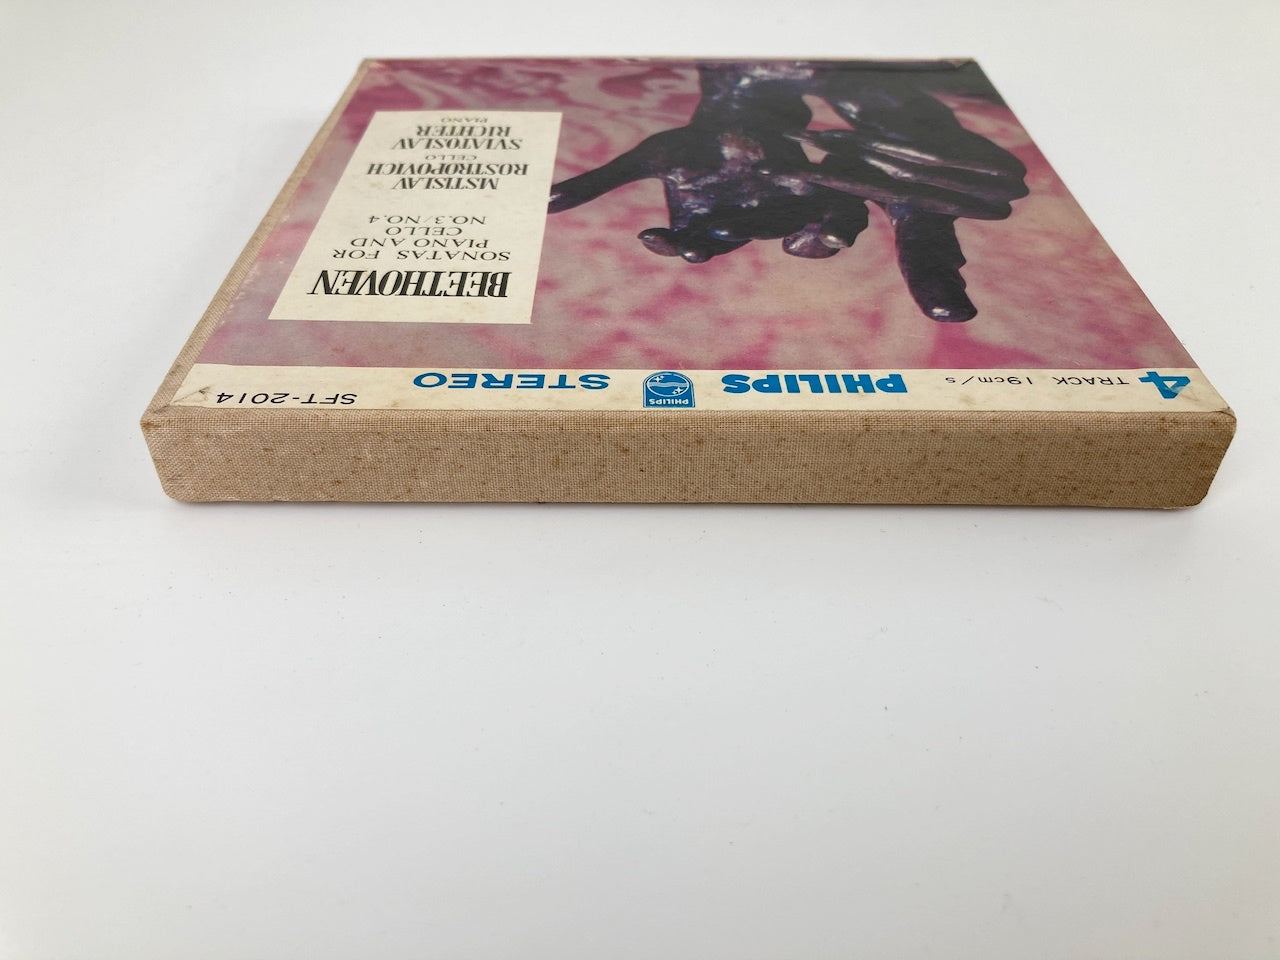 4 TRACK 19cm/s
PHILIPS
PHILIPS
STEREO
SFT-2014
BEETHOVEN
SONATAS FOR
PIANO AND
CELLO
NO.3/NO.4
MSTISLAV
ROSTROPOVICH
CELLO
SVIATOSLAV
RICHTER
PIANO